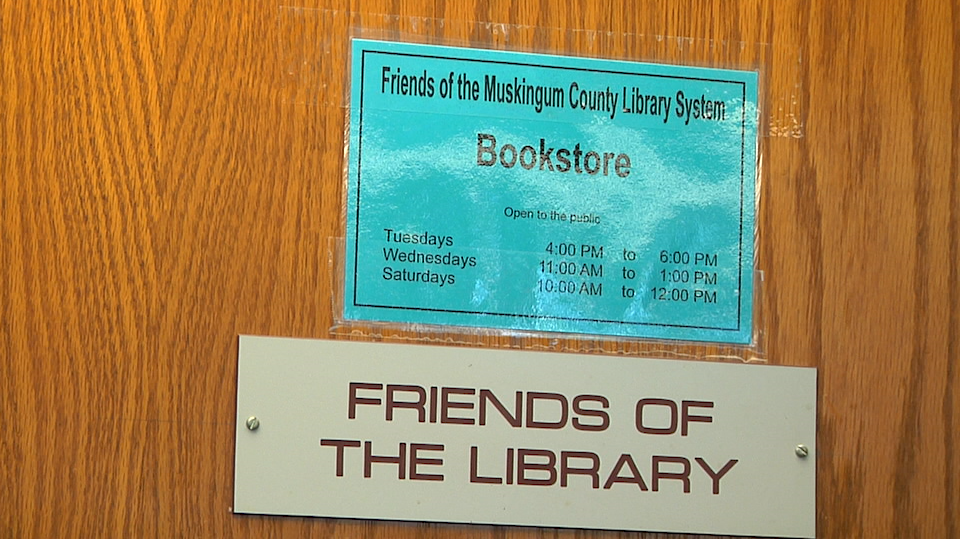 Friends of the Muskingum County Library System
Bookstore
Open to the public
Tuesdays 4:00 PM to 6:00 PM
Wednesdays 11:00 AM to 1:00 PM
Saturdays 10:00 AM to 12:00 PM
FRIENDS OF
THE LIBRARY